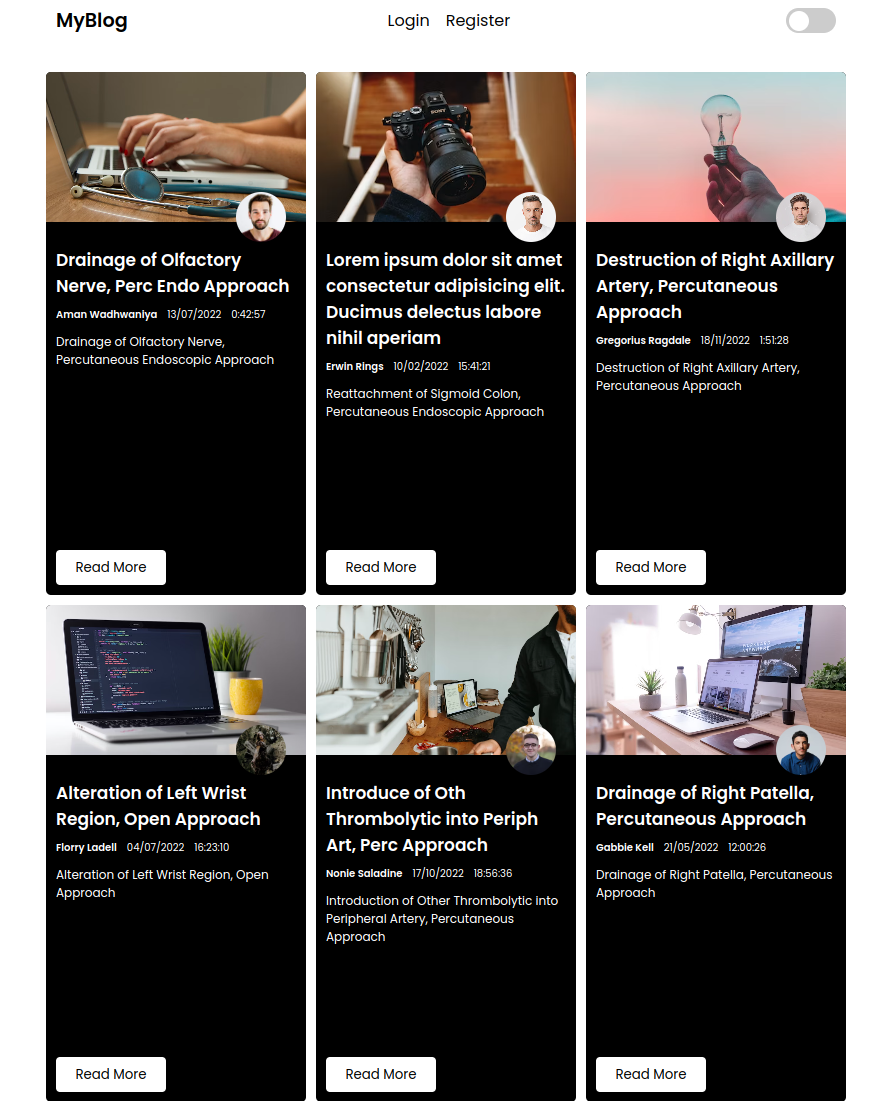 MyBlog
Login Register
SONY
Drainage of Olfactory
Nerve, Perc Endo Approach
Aman Wadhwaniya 13/07/2022 0:42:57
Drainage of Olfactory Nerve,
Percutaneous Endoscopic Approach
Read More
Lorem ipsum dolor sit amet
consectetur adipisicing elit.
Ducimus delectus labore
nihil aperiam
Erwin Rings 10/02/2022 15:41:21
Reattachment of Sigmoid Colon,
Percutaneous Endoscopic Approach
Read More
Destruction of Right Axillary
Artery, Percutaneous
Approach
Gregorius Ragdale 18/11/2022 1:51:28
Destruction of Right Axillary Artery,
Percutaneous Approach
Read More
Alteration of Left Wrist
Region, Open Approach
Florry Ladell 04/07/2022 16:23:10
Alteration of Left Wrist Region, Open
Approach
Read More
Introduce of Oth
Thrombolytic into Periph
Art, Perc Approach
Nonie Saladine 17/10/2022 18:56:36
Introduction of Other Thrombolytic into
Peripheral Artery, Percutaneous
Approach
Read More
Drainage of Right Patella,
Percutaneous Approach
Gabbie Kell 21/05/2022 12:00:26
Drainage of Right Patella, Percutaneous
Approach
Read More